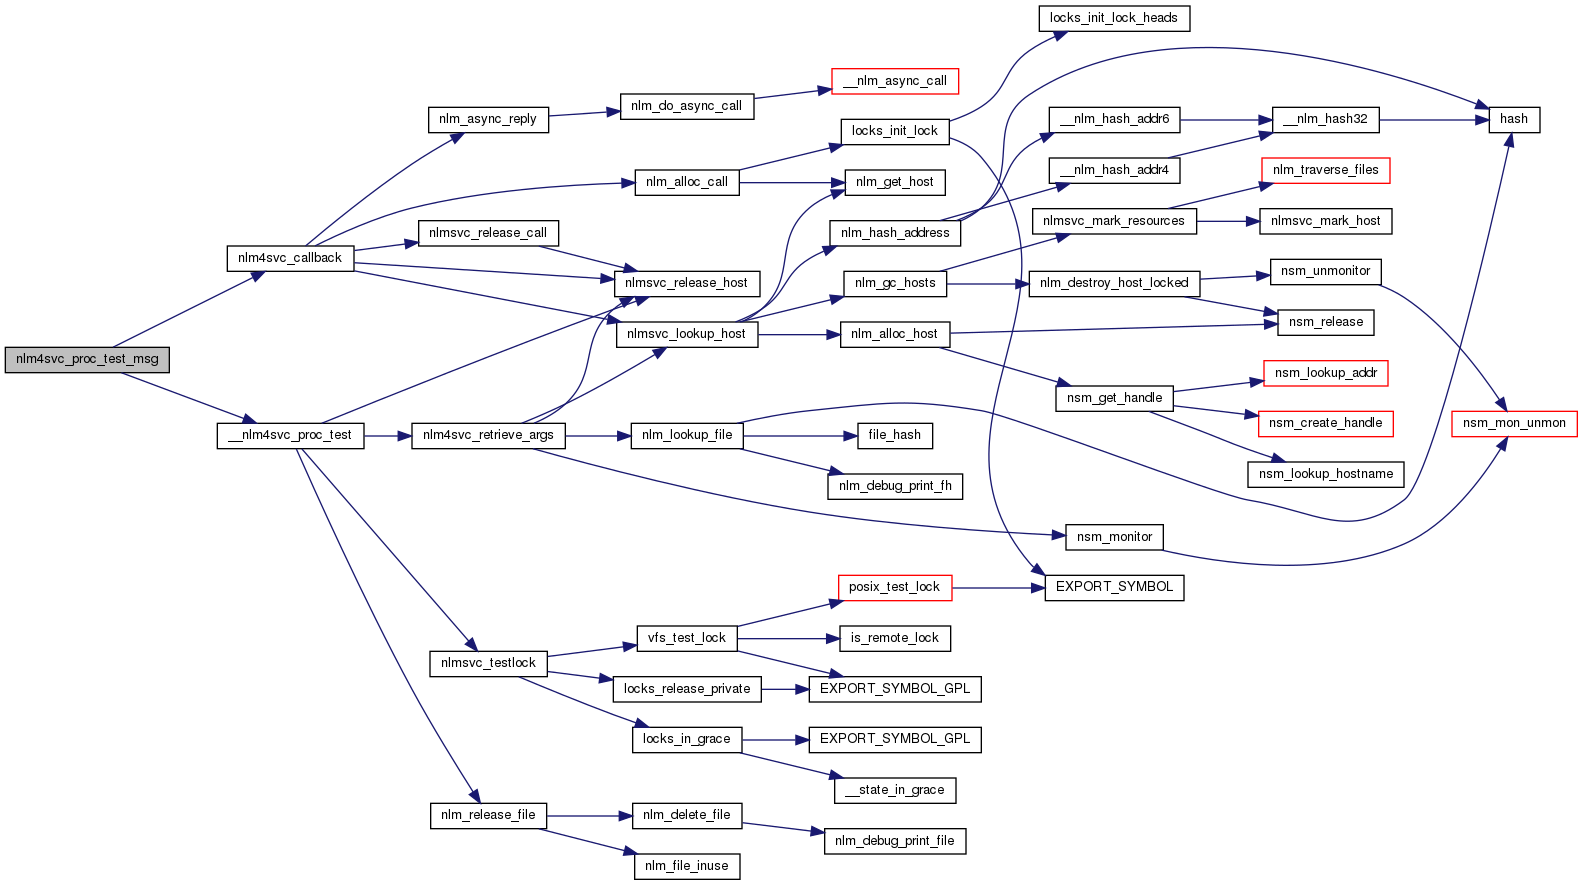 locks_init_lock_heads
__nlm_async_call
nlm_do_async_call
nlm_async_reply
locks_init_lock
__nlm_hash_addr6
__nlm_hash32
hash
nlm_alloc_call
nlm_get_host
__nlm_hash_addr4
nlm_traverse_files
nlmsvc_release_call
nlm_hash_address
nlmsvc_mark_resources
nlmsvc_mark_host
nlm4svc_callback
nlmsvc_release_host
nlm_gc_hosts
nlm_destroy_host_locked
nsm_unmonitor
nlmsvc_lookup_host
nlm_alloc_host
nsm_release
nlm4svc_proc_test_msg
nsm_get_handle
nsm_lookup_addr
__nlm4svc_proc_test
nlm4svc_retrieve_args
nlm_lookup_file
file_hash
nsm_create_handle
nsm_mon_unmon
nlm_debug_print_fh
nsm_lookup_hostname
nsm_monitor
posix_test_lock
EXPORT_SYMBOL
vfs_test_lock
is_remote_lock
nlmsvc_testlock
locks_release_private
EXPORT_SYMBOL_GPL
locks_in_grace
EXPORT_SYMBOL_GPL
__state_in_grace
nlm_release_file
nlm_delete_file
nlm_debug_print_file
nlm_file_inuse